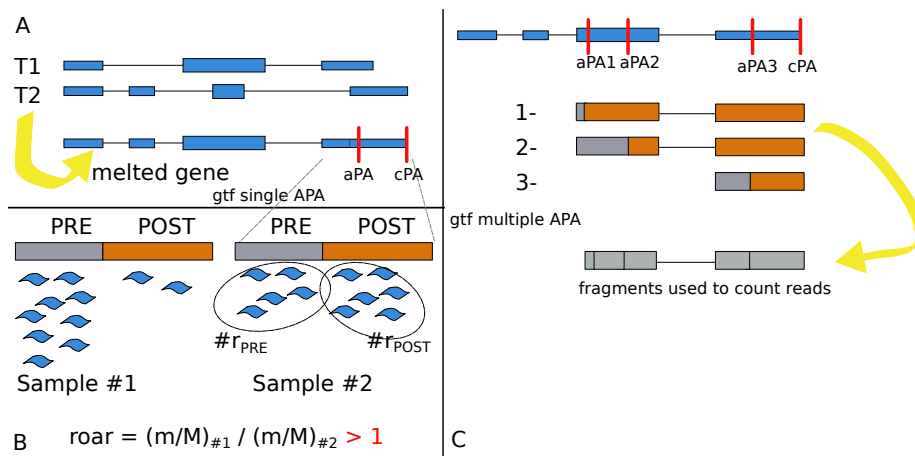 A
T1
T2
melted gene
aPA
cPA
gtf single APA
PRE
POST
PRE
POST
#rPRE
#rPOST
Sample #1
Sample #2
B
roar = (m/M)#1 / (m/M)#2 > 1
aPA1
aPA2
aPA3
cPA
1-
2-
3-
gtf multiple APA
fragments used to count reads
C